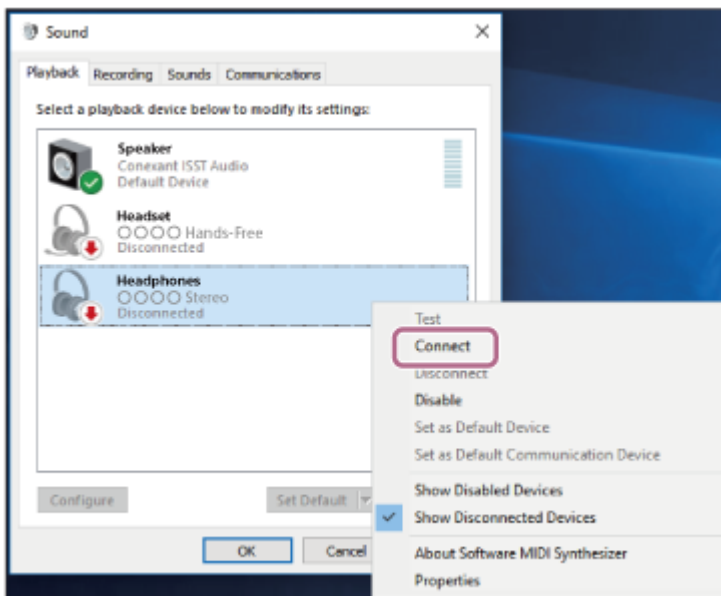 Sound
Playback Recording Sounds Communications
Select a playback device below to modify its settings:
Speaker
Conexant ISST Audio
Default Device
Headset
○○○○ Hands-Free
Disconnected
Headphones
○○○○ Stereo
Disconnected
Test
Connect
Disconnect
Disable
Set as Default Device
Set as Default Communication Device
Show Disabled Devices
Show Disconnected Devices
About Software MIDI Synthesizer
Properties
Configure Set Default
OK Cancel